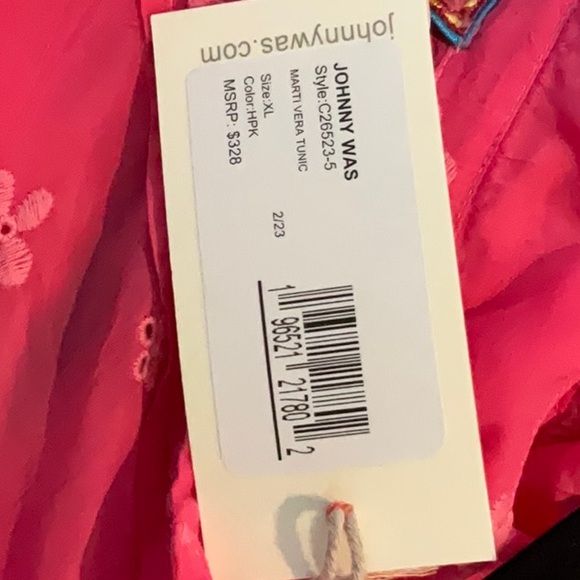 johnnywas.com
JOHNNY WAS
Style:C26523-5
MARTI VERA TUNIC
Size:XL
Color:HPK
MSRP: $328
2/23
1 96521 21780 2